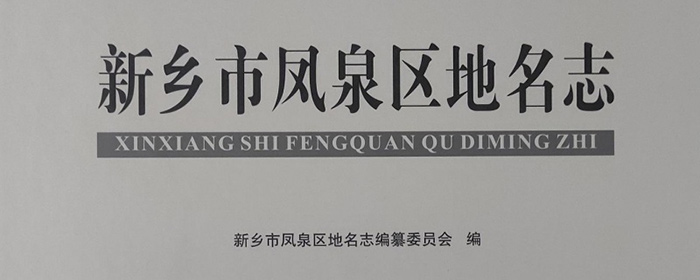 新乡市凤泉区地名志
XINXIANG SHI FENGQUAN QU DIMING ZHI
新乡市凤泉区地名志编纂委员会 编